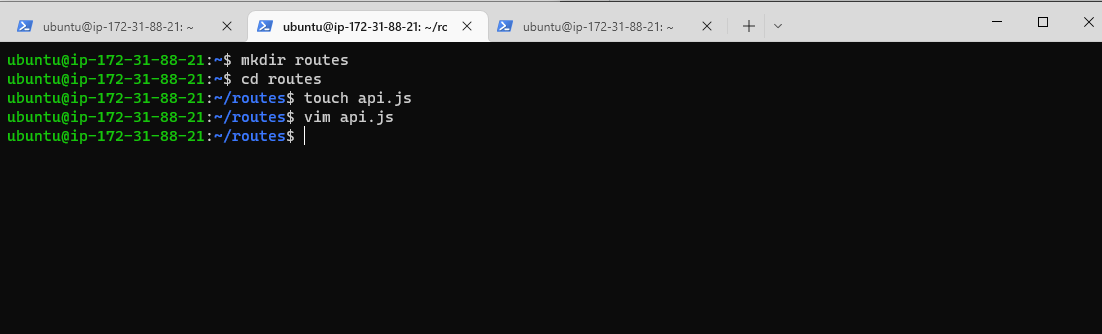 ubuntu@ip-172-31-88-21: ~
ubuntu@ip-172-31-88-21: ~/rc
ubuntu@ip-172-31-88-21: ~
ubuntu@ip-172-31-88-21:~$ mkdir routes
ubuntu@ip-172-31-88-21:~$ cd routes
ubuntu@ip-172-31-88-21:~/routes$ touch api.js
ubuntu@ip-172-31-88-21:~/routes$ vim api.js
ubuntu@ip-172-31-88-21:~/routes$